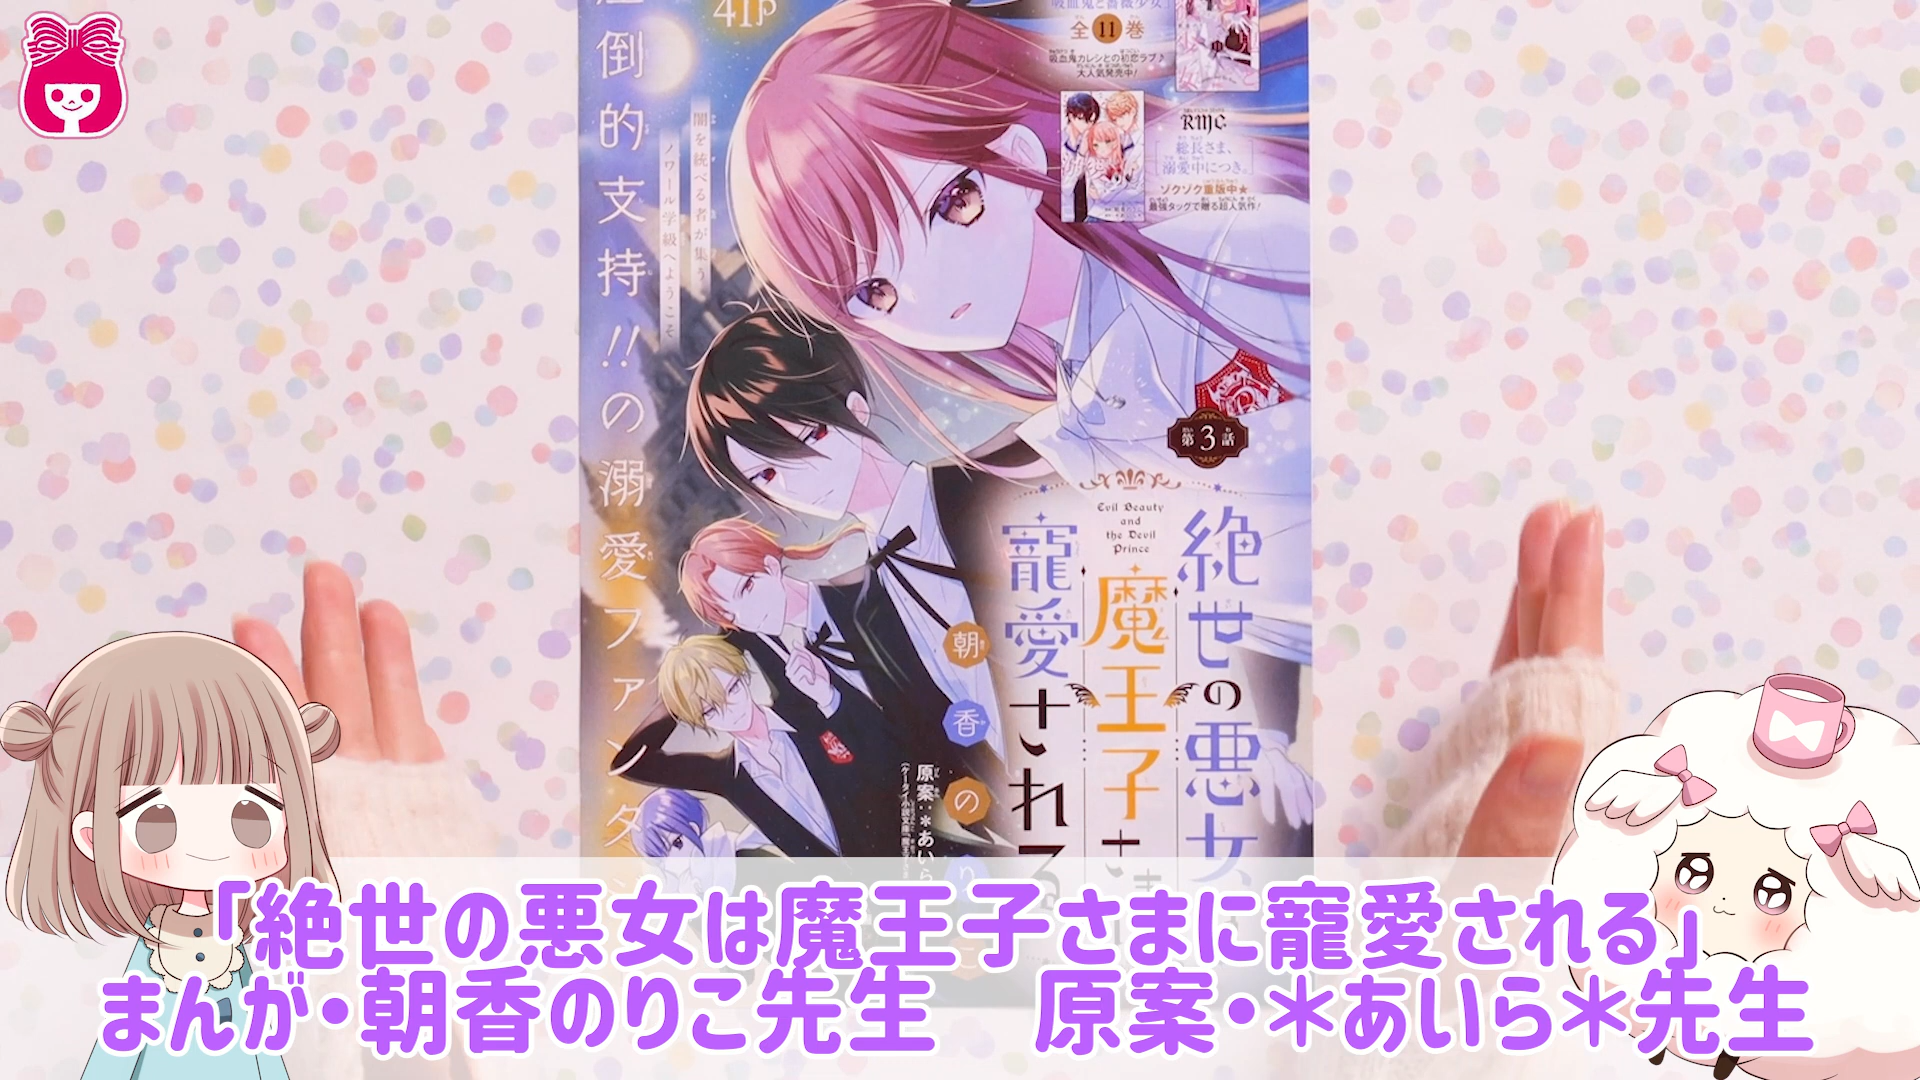 圧倒的支持!!の溺愛ファンタジ
41P
闇を統べる者が集う
ノワール学級へようこそ
吸血鬼と薔薇少女
全11巻
吸血鬼カレシとの初恋ラブ♪
大人気発売中!
RMC
総長さま、
溺愛中につき。
ゾクゾク重版中★
最強タッグで贈る超人気作!
第3話
Evil Beauty
and
the Devil
Prince
絶世の悪女
魔王子さま
寵愛される
朝香のり
原案:*あいら
「絶世の悪女は魔王子さまに寵愛される」
まんが・朝香のりこ先生　原案・＊あいら＊先生